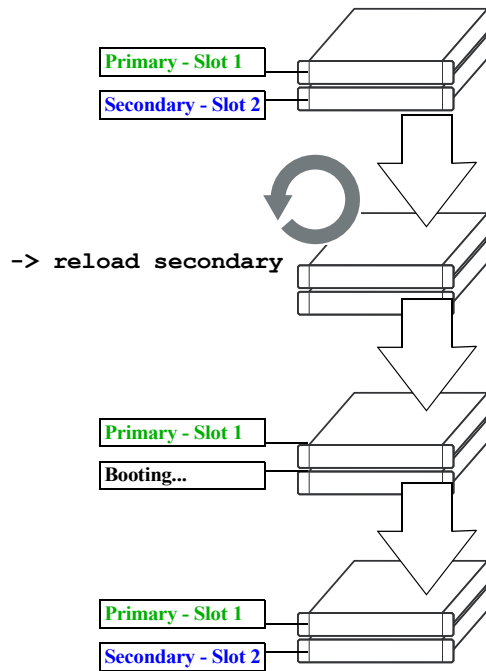 Primary - Slot 1
Secondary - Slot 2
-> reload secondary
Primary - Slot 1
Booting...
Primary - Slot 1
Secondary - Slot 2